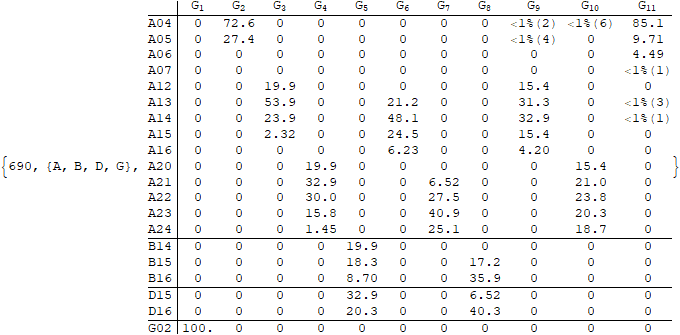 G₁ G₂ G₃ G₄ G₅ G₆ G₇ G₈ G₉ G₁₀ G₁₁
A04 0 72.6 0 0 0 0 0 0 <1%(2) <1%(6) 85.1
A05 0 27.4 0 0 0 0 0 0 <1%(4) 0 9.71
A06 0 0 0 0 0 0 0 0 0 0 4.49
A07 0 0 0 0 0 0 0 0 0 0 <1%(1)
A12 0 0 19.9 0 0 0 0 0 15.4 0 0
A13 0 0 53.9 0 0 21.2 0 0 31.3 0 <1%(3)
A14 0 0 23.9 0 0 48.1 0 0 32.9 0 <1%(1)
A15 0 0 2.32 0 0 24.5 0 0 15.4 0 0
A16 0 0 0 0 0 6.23 0 0 4.20 0 0
{690, {A, B, D, G}, A20 0 0 0 19.9 0 0 0 0 0 15.4 0 }
A21 0 0 0 32.9 0 0 6.52 0 0 21.0 0
A22 0 0 0 30.0 0 0 27.5 0 0 23.8 0
A23 0 0 0 15.8 0 0 40.9 0 0 20.3 0
A24 0 0 0 1.45 0 0 25.1 0 0 18.7 0
B14 0 0 0 0 19.9 0 0 0 0 0 0
B15 0 0 0 0 18.3 0 0 17.2 0 0 0
B16 0 0 0 0 8.70 0 0 35.9 0 0 0
D15 0 0 0 0 32.9 0 0 6.52 0 0 0
D16 0 0 0 0 20.3 0 0 40.3 0 0 0
G02 100. 0 0 0 0 0 0 0 0 0 0